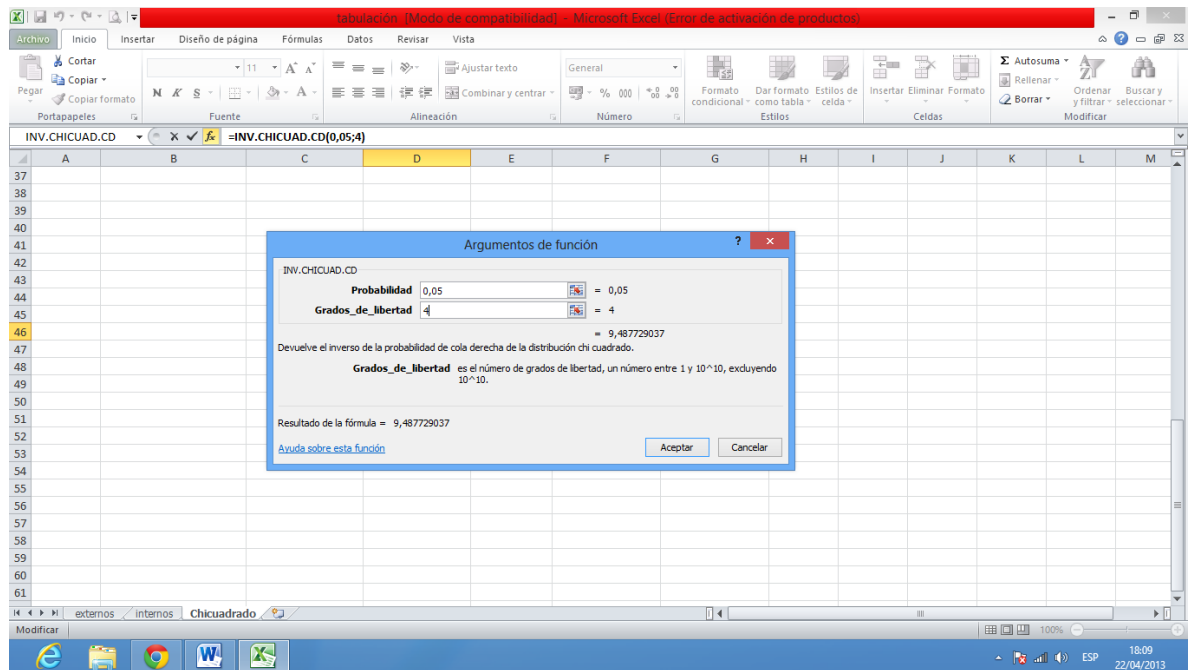 tabulación [Modo de compatibilidad] - Microsoft Excel (Error de activación de productos)
Archivo Inicio Insertar Diseño de página Fórmulas Datos Revisar Vista
Pegar
Cortar
Copiar
Copiar formato
Portapapeles
11
N K S
Fuente
Ajustar texto
Combinar y centrar
Alineación
General
% 000
Número
Formato condicional
Dar formato como tabla
Estilos de celda
Estilos
Insertar Eliminar Formato
Celdas
Σ Autosuma
Rellenar
Borrar
Ordenar y filtrar
Buscar y seleccionar
Modificar
INV.CHICUAD.CD fx =INV.CHICUAD.CD(0,05;4)
A B C D E F G H I J K L M
37
38
39
40
41
42
43
44
45
46
47
48
49
50
51
52
53
54
55
56
57
58
59
60
61
Argumentos de función
INV.CHICUAD.CD
Probabilidad 0,05 = 0,05
Grados_de_libertad 4 = 4
= 9,487729037
Devuelve el inverso de la probabilidad de cola derecha de la distribución chi cuadrado.
Grados_de_libertad es el número de grados de libertad, un número entre 1 y 10^10, excluyendo
10^10.
Resultado de la fórmula = 9,487729037
Ayuda sobre esta función
Aceptar Cancelar
externos internos Chicuadrado
Modificar 100%
ESP
18:09
22/04/2013